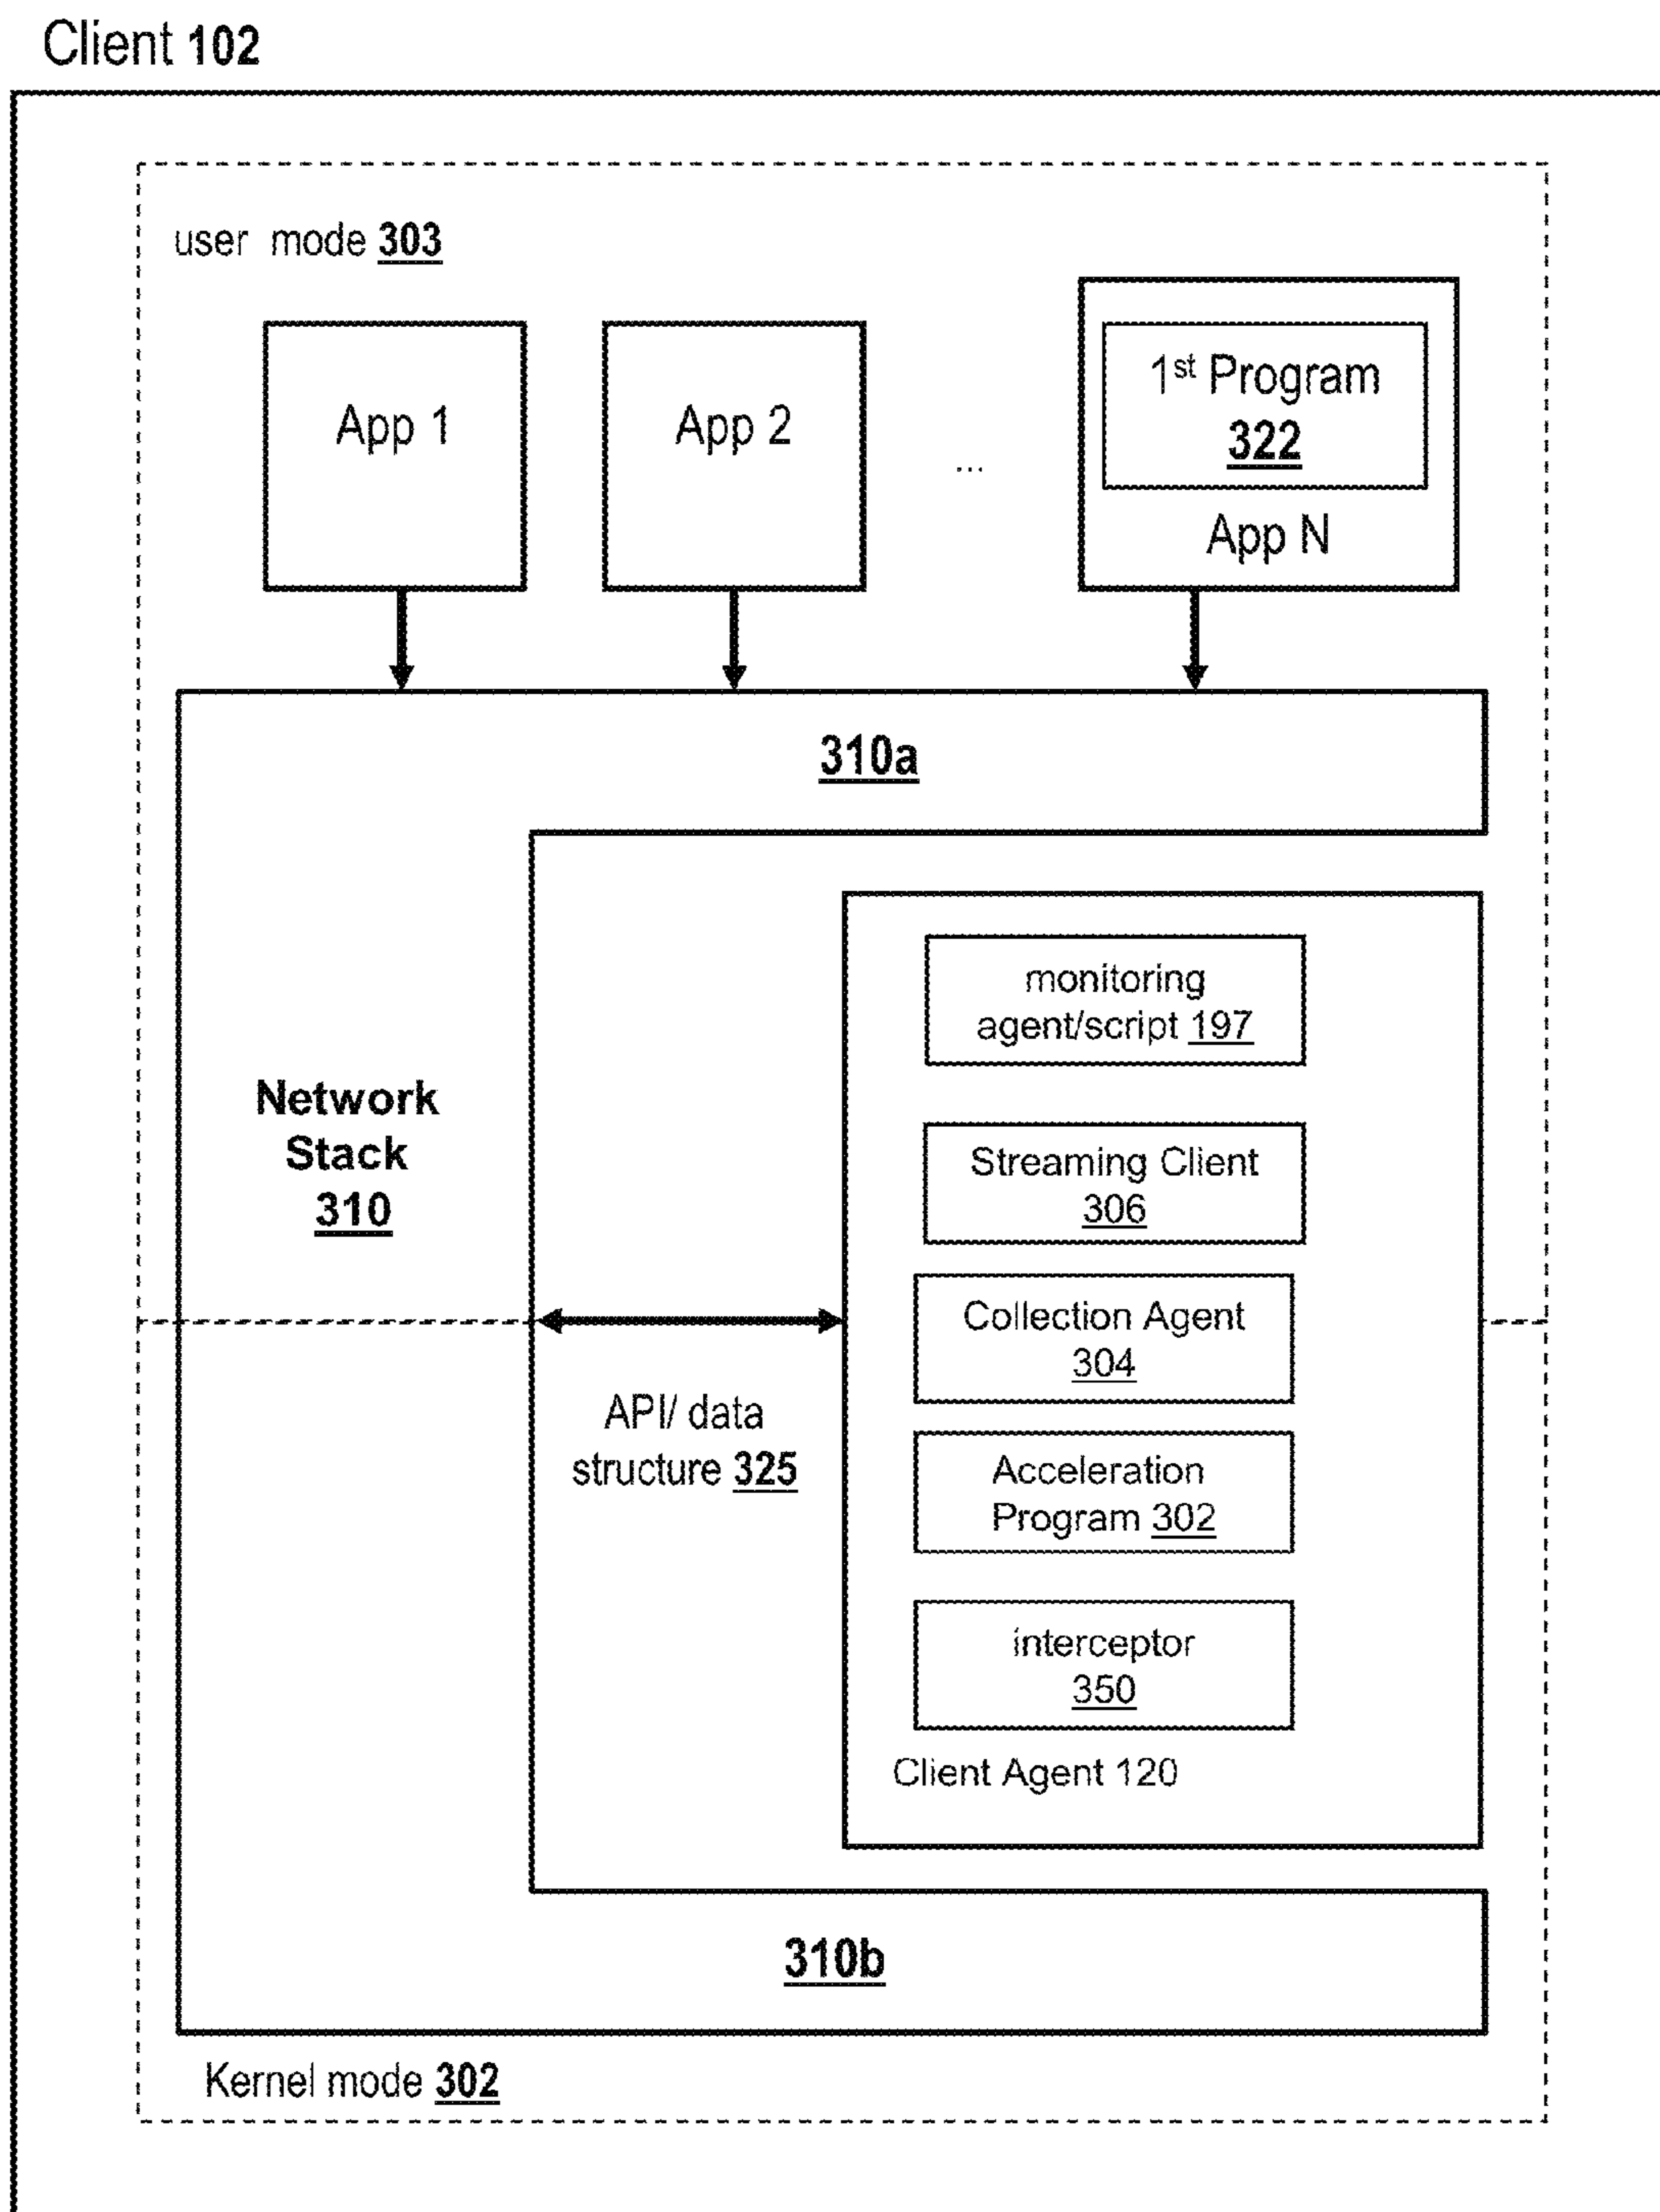 Client 102
user mode 303
App 1
App 2
...
1st Program
322
App N
310a
monitoring
agent/script 197
Streaming Client
306
Network
Stack
310
Collection Agent
304
API/ data
structure 325
Acceleration
Program 302
interceptor
350
Client Agent 120
310b
Kernel mode 302